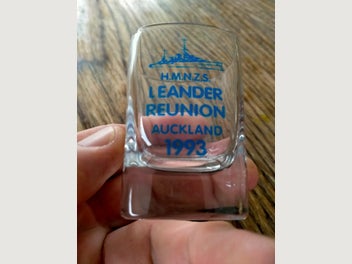 H.M.N.Z.S.
LEANDER
REUNION
AUCKLAND
1993